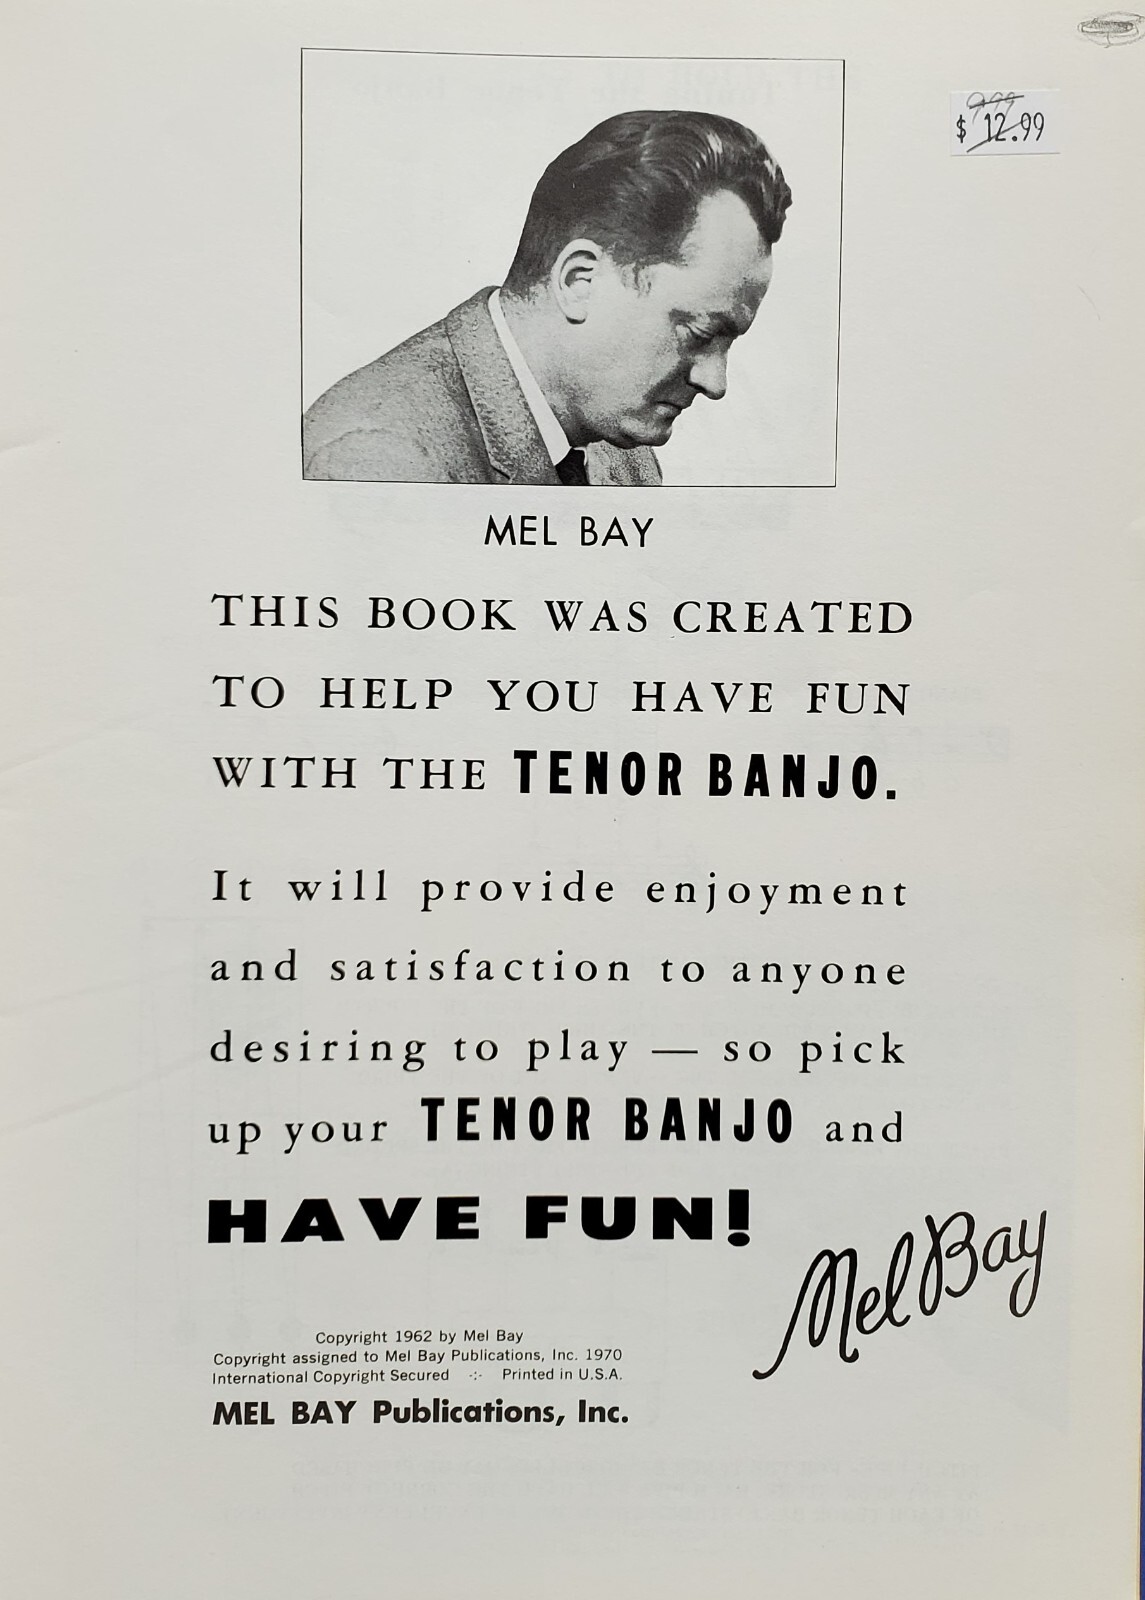 9.99
$ 12.99
MEL BAY
THIS BOOK WAS CREATED
TO HELP YOU HAVE FUN
WITH THE TENOR BANJO.
It will provide enjoyment
and satisfaction to anyone
desiring to play — so pick
up your TENOR BANJO and
HAVE FUN!
Mel Bay
Copyright 1962 by Mel Bay
Copyright assigned to Mel Bay Publications, Inc. 1970
International Copyright Secured -:- Printed in U.S.A.
MEL BAY Publications, Inc.